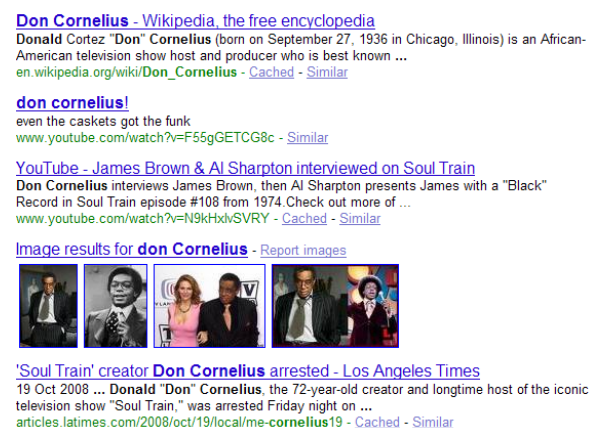 Don Cornelius - Wikipedia, the free encyclopedia
Donald Cortez "Don" Cornelius (born on September 27, 1936 in Chicago, Illinois) is an African-
American television show host and producer who is best known ...
en.wikipedia.org/wiki/Don_Cornelius - Cached - Similar
don cornelius!
even the caskets got the funk
www.youtube.com/watch?v=F55gGETCG8c - Similar
YouTube - James Brown & Al Sharpton interviewed on Soul Train
Don Cornelius interviews James Brown, then Al Sharpton presents James with a "Black"
Record in Soul Train episode #108 from 1974.Check out more of ...
www.youtube.com/watch?v=N9kHxlvSVRY - Cached - Similar
Image results for don Cornelius - Report images
'Soul Train' creator Don Cornelius arrested - Los Angeles Times
19 Oct 2008 ... Donald "Don" Cornelius, the 72-year-old creator and longtime host of the iconic
television show "Soul Train," was arrested Friday night on ...
articles.latimes.com/2008/oct/19/local/me-cornelius19 - Cached - Similar